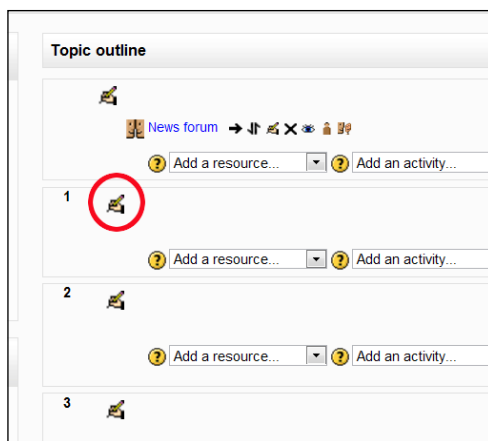 Topic outline
News forum
? Add a resource... ? Add an activity...
1
? Add a resource... ? Add an activity...
2
? Add a resource... ? Add an activity...
3